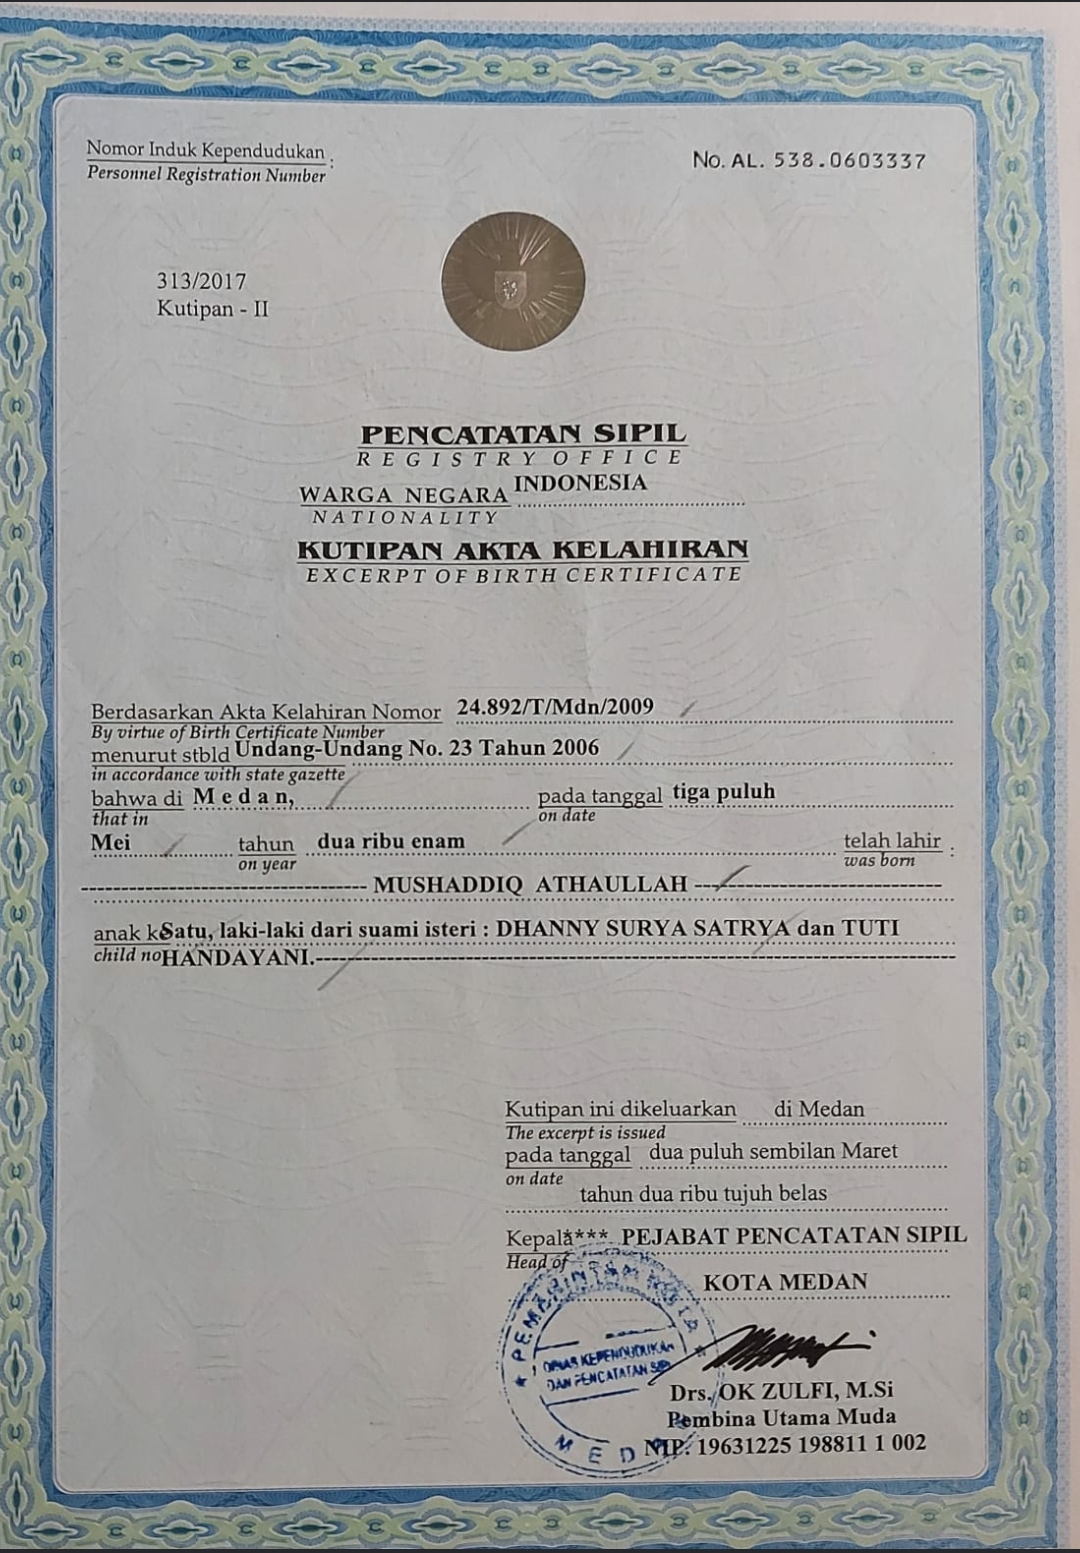 Nomor Induk Kependudukan :
Personnel Registration Number
No. AL. 538.0603337
313/2017
Kutipan - II
PENCATATAN SIPIL
REGISTRY OFFICE
WARGA NEGARA INDONESIA
NATIONALITY
KUTIPAN AKTA KELAHIRAN
EXCERPT OF BIRTH CERTIFICATE
Berdasarkan Akta Kelahiran Nomor 24.892/T/Mdn/2009
By virtue of Birth Certificate Number
menurut stbld Undang-Undang No. 23 Tahun 2006
in accordance with state gazette
bahwa di Medan, pada tanggal tiga puluh
that in on date
Mei tahun dua ribu enam telah lahir :
on year was born
MUSHADDIQ ATHAULLAH
anak ke Satu, laki-laki dari suami isteri : DHANNY SURYA SATRYA dan TUTI
child no HANDAYANI.
Kutipan ini dikeluarkan di Medan
The excerpt is issued
pada tanggal dua puluh sembilan Maret
on date
tahun dua ribu tujuh belas
Kepala*** PEJABAT PENCATATAN SIPIL
Head of
KOTA MEDAN
PEMERINTAH KOTA
DINAS KEPENDUDUKAN
DAN PENCATATAN SIPIL
MEDAN
Drs. OK ZULFI, M.Si
Pembina Utama Muda
NIP. 19631225 198811 1 002